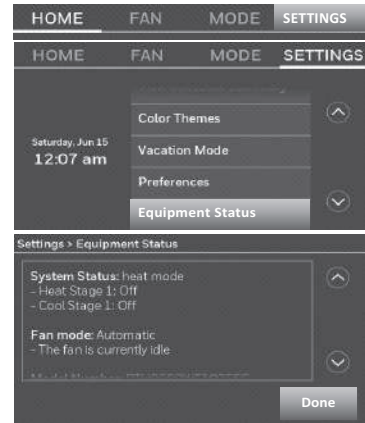 HOME FAN MODE SETTINGS
HOME FAN MODE SETTINGS
Color Themes
Saturday, Jun 15
12:07 am
Vacation Mode
Preferences
Equipment Status
Settings > Equipment Status
System Status: heat mode
- Heat Stage 1: Off
- Cool Stage 1: Off
Fan mode: Automatic
- The fan is currently idle
Done